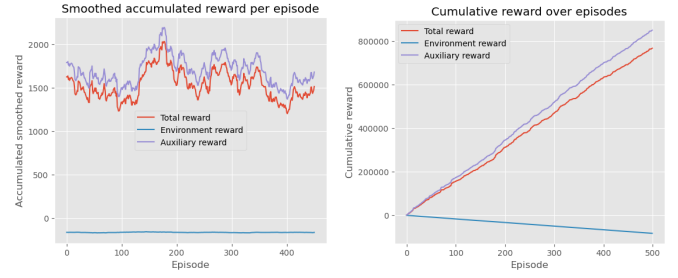 Smoothed accumulated reward per episode
Accumulated smoothed reward
2000
1500
1000
500
0
Total reward
Environment reward
Auxiliary reward
0
100
200
300
400
Episode
Cumulative reward over episodes
Cumulative reward
800000
600000
400000
200000
0
Total reward
Environment reward
Auxiliary reward
0
100
200
300
400
500
Episode